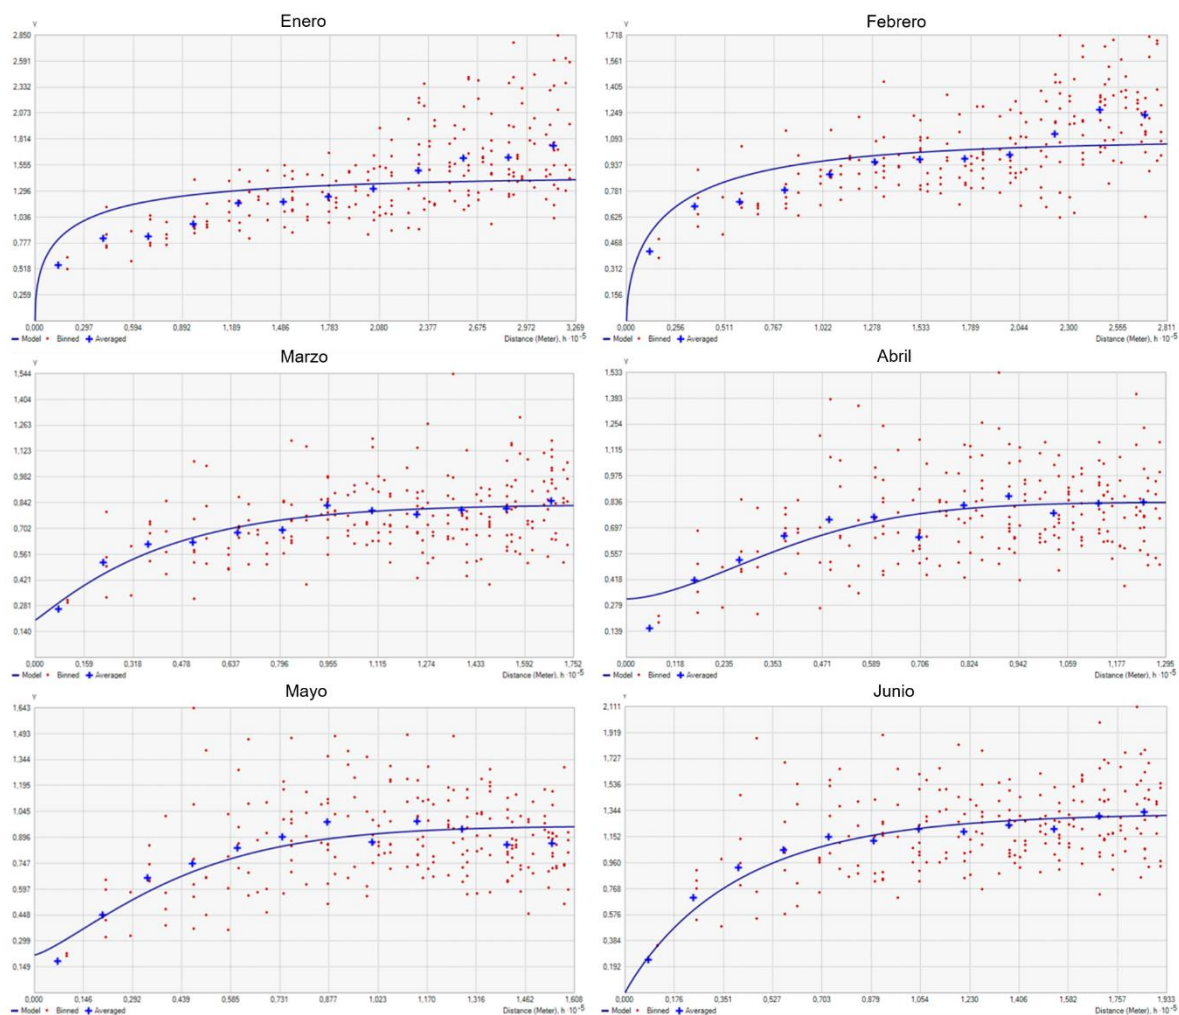 Enero
γ
2.850
2.591
2.332
2.073
1.814
1.555
1.296
1.036
0,777
0,518
0,259
0,000 0,297 0,594 0,892 1,189 1,486 1,783 2,080 2,377 2,675 2,972 3,269
Model Binned Averaged Distance (Meter), h ·10⁻⁵
Febrero
γ
1,718
1,561
1,405
1,249
1,093
0,937
0,781
0,625
0,468
0,312
0,156
0,000 0,256 0,511 0,767 1,022 1,278 1,533 1,789 2,044 2,300 2,555 2,811
Model Binned Averaged Distance (Meter), h ·10⁻⁵
Marzo
γ
1,544
1,404
1,263
1,123
0,982
0,842
0,702
0,561
0,421
0,281
0,140
0,000 0,159 0,318 0,478 0,637 0,796 0,955 1,115 1,274 1,433 1,592 1,752
Model Binned Averaged Distance (Meter), h ·10⁻⁵
Abril
γ
1,533
1,393
1,254
1,115
0,975
0,836
0,697
0,557
0,418
0,279
0,139
0,000 0,118 0,235 0,353 0,471 0,589 0,706 0,824 0,942 1,059 1,177 1,295
Model Binned Averaged Distance (Meter), h ·10⁻⁵
Mayo
γ
1,643
1,493
1,344
1,195
1,045
0,896
0,747
0,597
0,448
0,299
0,149
0,000 0,146 0,292 0,439 0,585 0,731 0,877 1,023 1,170 1,316 1,462 1,608
Model Binned Averaged Distance (Meter), h ·10⁻⁵
Junio
γ
2,111
1,919
1,727
1,536
1,344
1,152
0,960
0,768
0,576
0,384
0,192
0,000 0,176 0,351 0,527 0,703 0,879 1,054 1,230 1,406 1,582 1,757 1,933
Model Binned Averaged Distance (Meter), h ·10⁻⁵